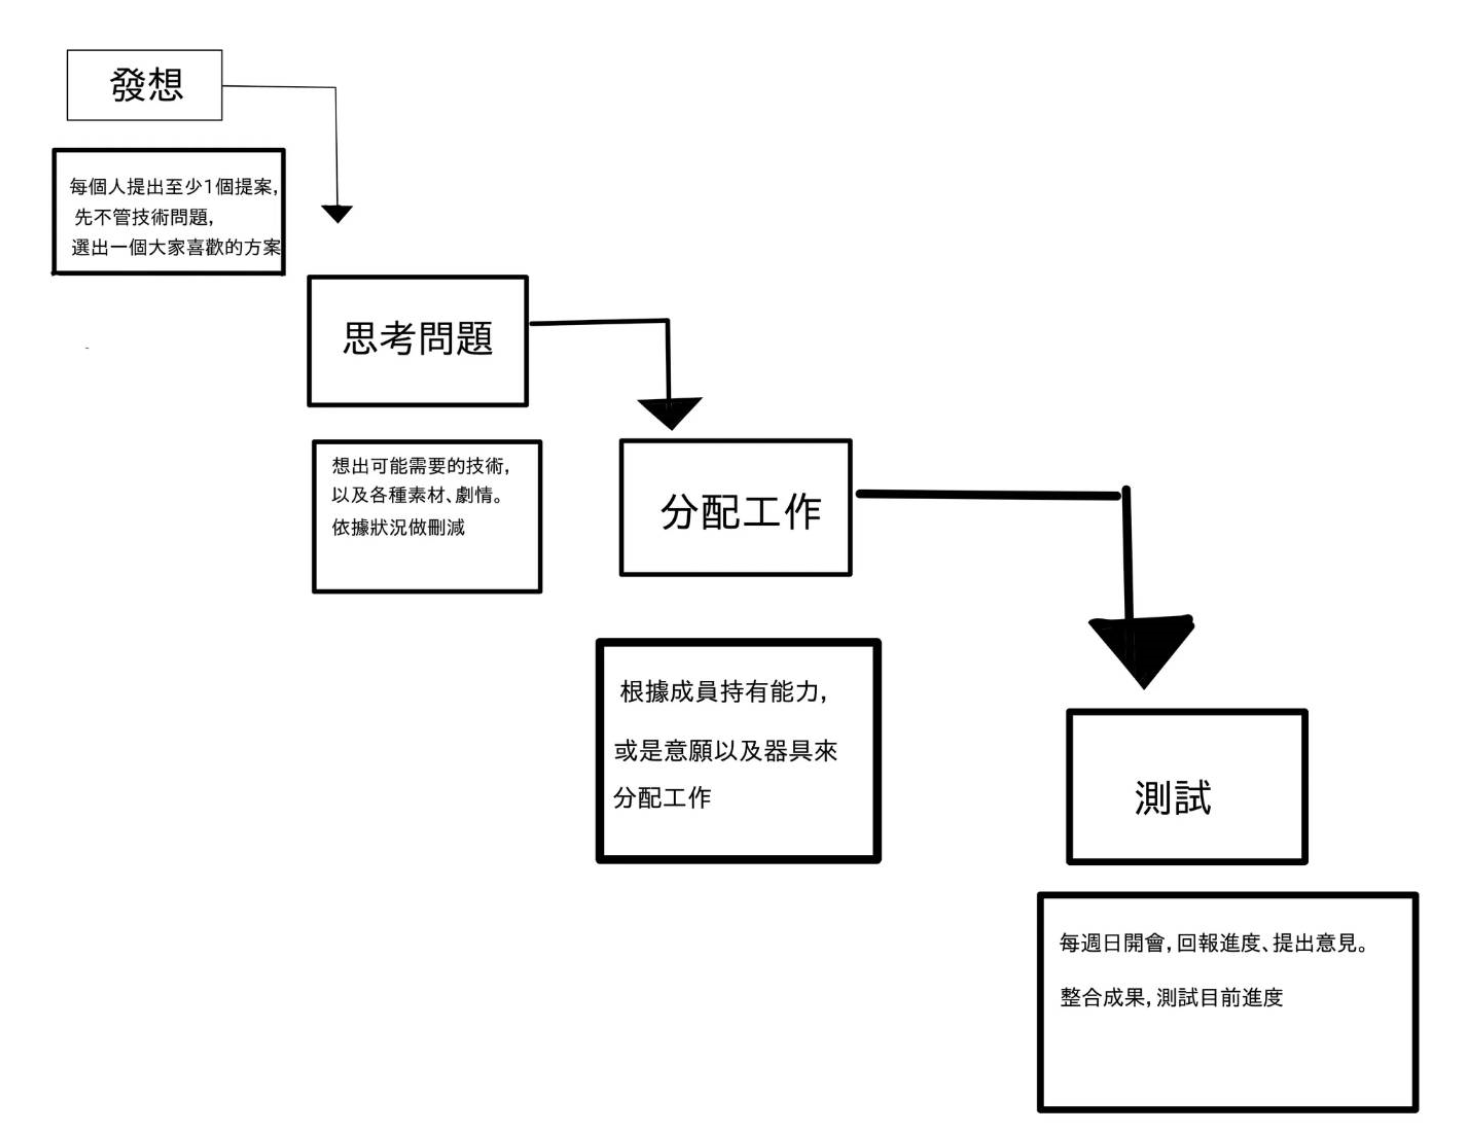 發想
每個人提出至少1個提案,
先不管技術問題,
選出一個大家喜歡的方案
思考問題
想出可能需要的技術,
以及各種素材、劇情。
依據狀況做刪減
分配工作
根據成員持有能力,
或是意願以及器具來
分配工作
測試
每週日開會,回報進度、提出意見。
整合成果,測試目前進度